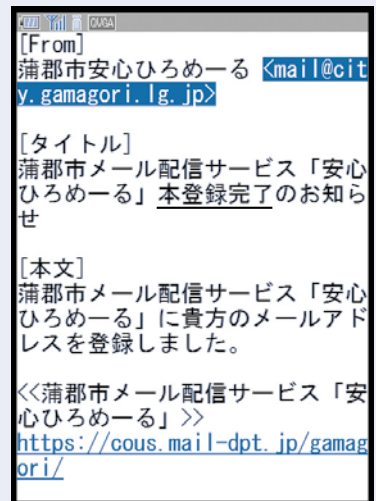 QVGA
[From]
蒲郡市安心ひろめーる <mail@cit
y.gamagori.lg.jp>
[タイトル]
蒲郡市メール配信サービス「安心
ひろめーる」本登録完了のお知ら
せ
[本文]
蒲郡市メール配信サービス「安心
ひろめーる」に貴方のメールアド
レスを登録しました。
<<蒲郡市メール配信サービス「安
心ひろめーる」>>
https://cous.mail-dpt.jp/gamag
ori/